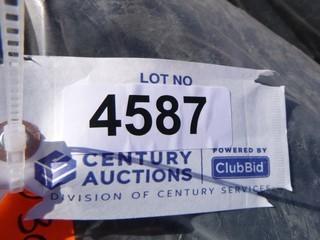 LOT NO
4587
CENTURY
AUCTIONS
DIVISION OF CENTURY SERVICES
POWERED BY
ClubBid